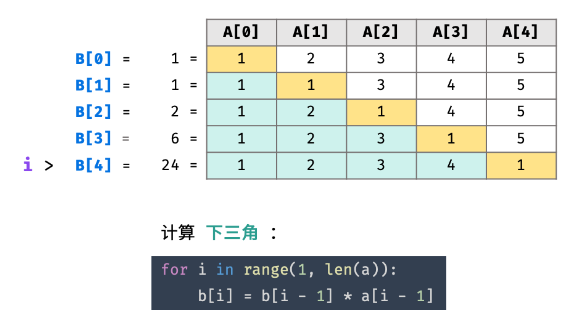 A[0] A[1] A[2] A[3] A[4]
B[0] = 1 = 1 2 3 4 5
B[1] = 1 = 1 1 3 4 5
B[2] = 2 = 1 2 1 4 5
B[3] = 6 = 1 2 3 1 5
i > B[4] = 24 = 1 2 3 4 1
计算 下三角 ：
for i in range(1, len(a)):
b[i] = b[i - 1] * a[i - 1]